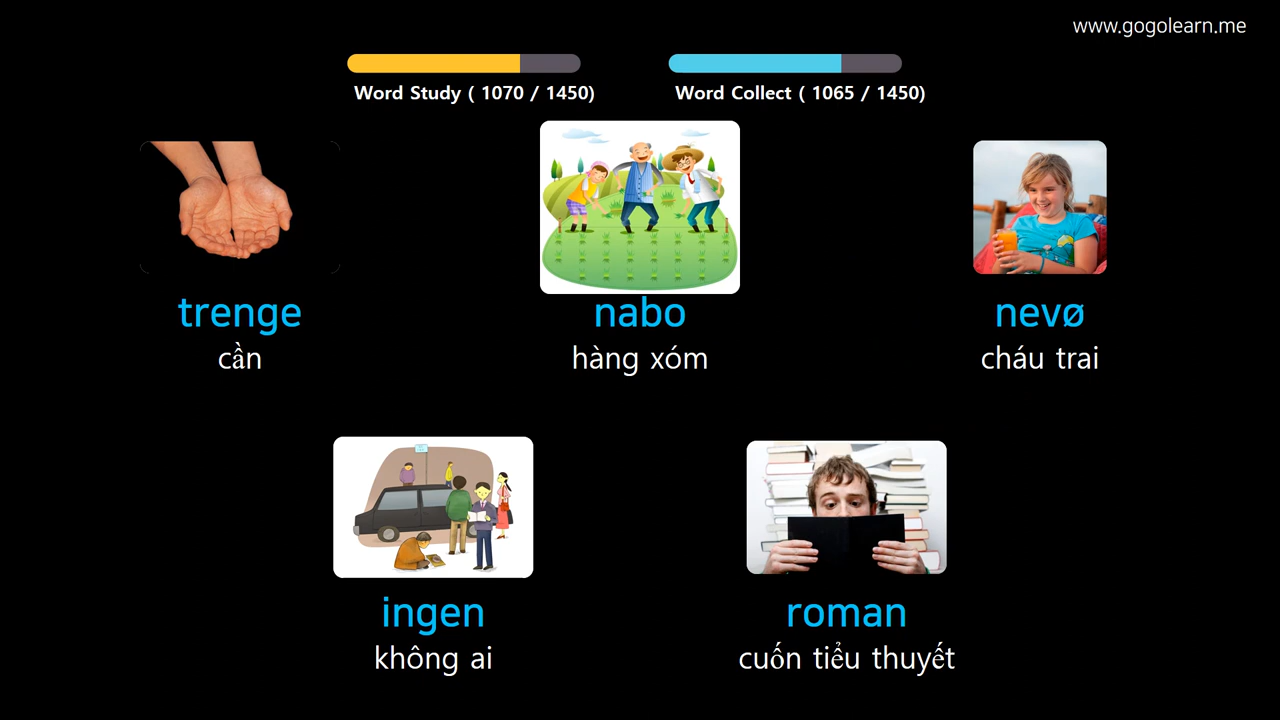 www.gogolearn.me
Word Study ( 1070 / 1450)
Word Collect ( 1065 / 1450)
trenge
cần
nabo
hàng xóm
nevø
cháu trai
ingen
không ai
roman
cuốn tiểu thuyết